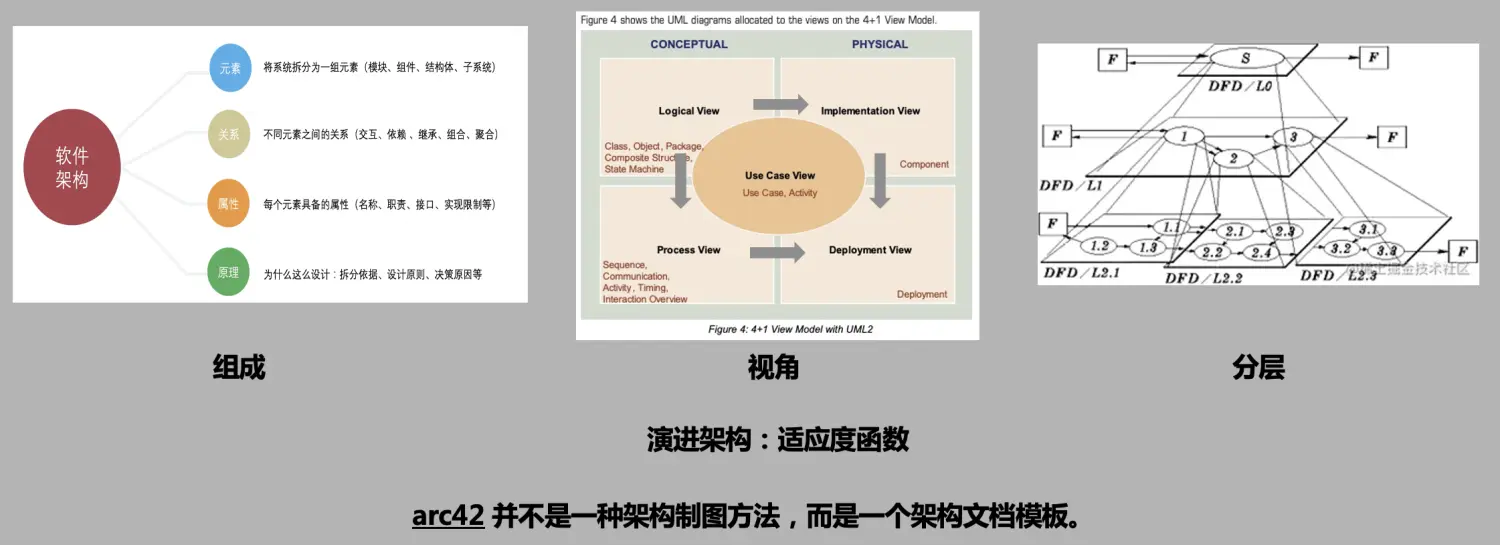 软件
架构
元素
将系统拆分为一组元素（模块、组件、结构体、子系统）
关系
不同元素之间的关系（交互、依赖 、继承、组合、聚合）
属性
每个元素具备的属性（名称、职责、接口、实现限制等）
原理
为什么这么设计：拆分依据、设计原则、决策原因等
组成
Figure 4 shows the UML diagrams allocated to the views on the 4+1 View Model.
CONCEPTUAL
PHYSICAL
Logical View
Implementation View
Class, Object, Package,
Composite Structure,
State Machine
Component
Use Case View
Use Case, Activity
Process View
Deployment View
Sequence,
Communication,
Activity, Timing,
Interaction Overview
Deployment
Figure 4: 4+1 View Model with UML2
视角
F
S
F
DFD/L0
F
1
3
F
2
DFD/L1
F
1.1
1.2
1.3
2.1
2.3
2.2
2.4
3.1
3.2
3.3
F
DFD/L2.1
DFD/L2.2
DFD/L2.3
@稀土掘金技术社区
分层
演进架构：适应度函数
arc42 并不是一种架构制图方法，而是一个架构文档模板。